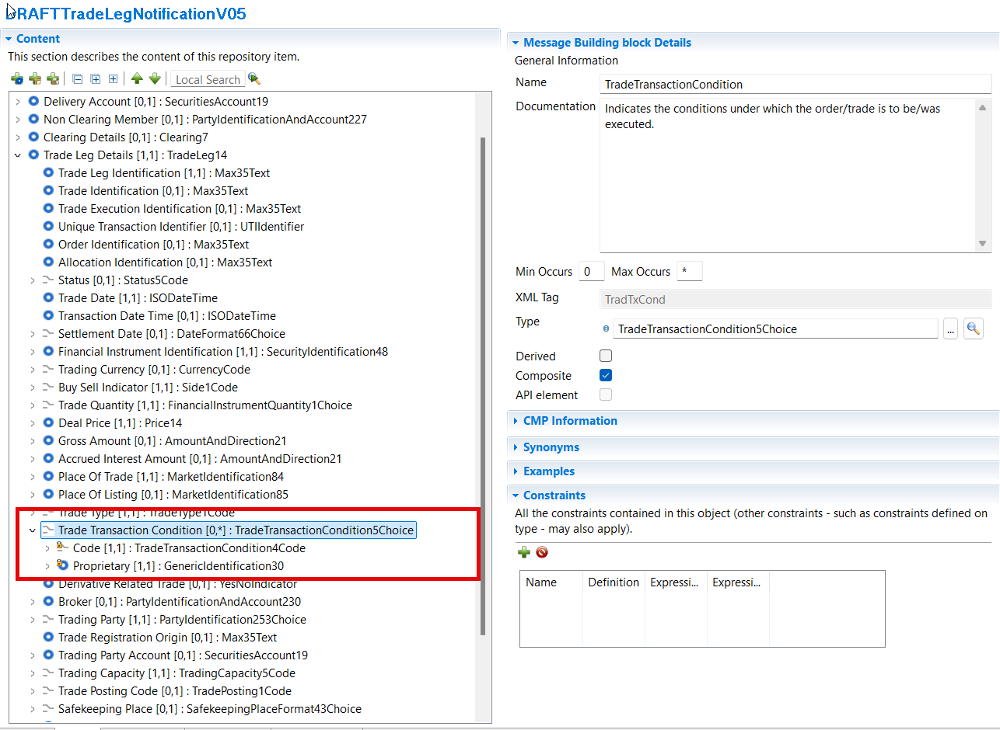 DRAFTTradeLegNotificationV05
Content
This section describes the content of this repository item.
Local Search
Delivery Account [0,1] : SecuritiesAccount19
Non Clearing Member [0,1] : PartyIdentificationAndAccount227
Clearing Details [0,1] : Clearing7
Trade Leg Details [1,1] : TradeLeg14
Trade Leg Identification [1,1] : Max35Text
Trade Identification [0,1] : Max35Text
Trade Execution Identification [0,1] : Max35Text
Unique Transaction Identifier [0,1] : UTIIdentifier
Order Identification [0,1] : Max35Text
Allocation Identification [0,1] : Max35Text
Status [0,1] : Status5Code
Trade Date [1,1] : ISODateTime
Transaction Date Time [0,1] : ISODateTime
Settlement Date [0,1] : DateFormat66Choice
Financial Instrument Identification [1,1] : SecurityIdentification48
Trading Currency [0,1] : CurrencyCode
Buy Sell Indicator [1,1] : Side1Code
Trade Quantity [1,1] : FinancialInstrumentQuantity1Choice
Deal Price [1,1] : Price14
Gross Amount [0,1] : AmountAndDirection21
Accrued Interest Amount [0,1] : AmountAndDirection21
Place Of Trade [1,1] : MarketIdentification84
Place Of Listing [0,1] : MarketIdentification85
Trade Type [1,1] : TradeType1Code
Trade Transaction Condition [0,*] : TradeTransactionCondition5Choice
Code [1,1] : TradeTransactionCondition4Code
Proprietary [1,1] : GenericIdentification30
Derivative Related Trade [0,1] : YesNoIndicator
Broker [0,1] : PartyIdentificationAndAccount230
Trading Party [1,1] : PartyIdentification253Choice
Trade Registration Origin [0,1] : Max35Text
Trading Party Account [0,1] : SecuritiesAccount19
Trading Capacity [1,1] : TradingCapacity5Code
Trade Posting Code [0,1] : TradePosting1Code
Safekeeping Place [0,1] : SafekeepingPlaceFormat43Choice
Message Building block Details
General Information
Name
TradeTransactionCondition
Documentation
Indicates the conditions under which the order/trade is to be/was
executed.
Min Occurs 0 Max Occurs *
XML Tag TradTxCond
Type TradeTransactionCondition5Choice ...
Derived
Composite
API element
CMP Information
Synonyms
Examples
Constraints
All the constraints contained in this object (other constraints - such as constraints defined on
type - may also apply).
Name Definition Expressi... Expressi...